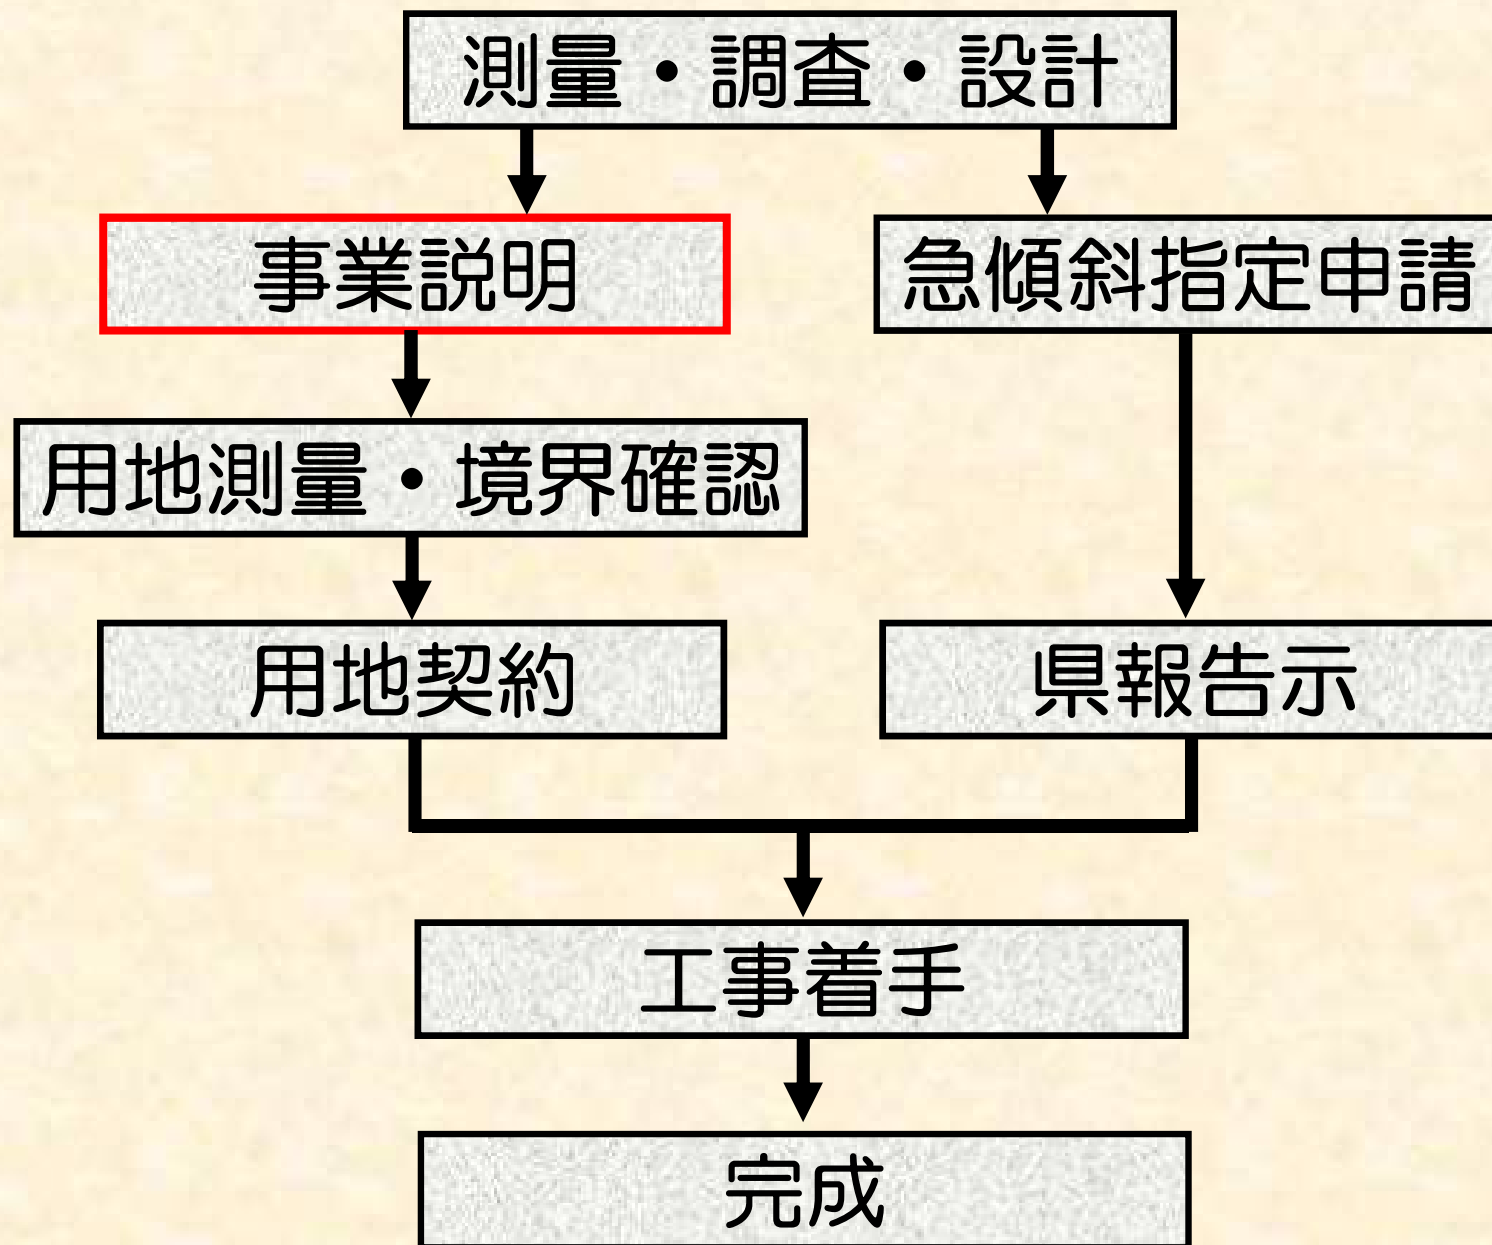 測量・調査・設計
事業説明
急傾斜指定申請
用地測量・境界確認
用地契約
県報告示
工事着手
完成